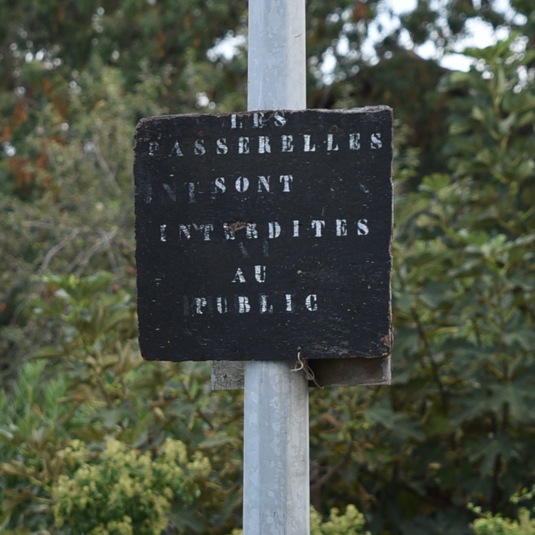 LES
PASSERELLES
SONT
INTERDITES
AU
PUBLIC